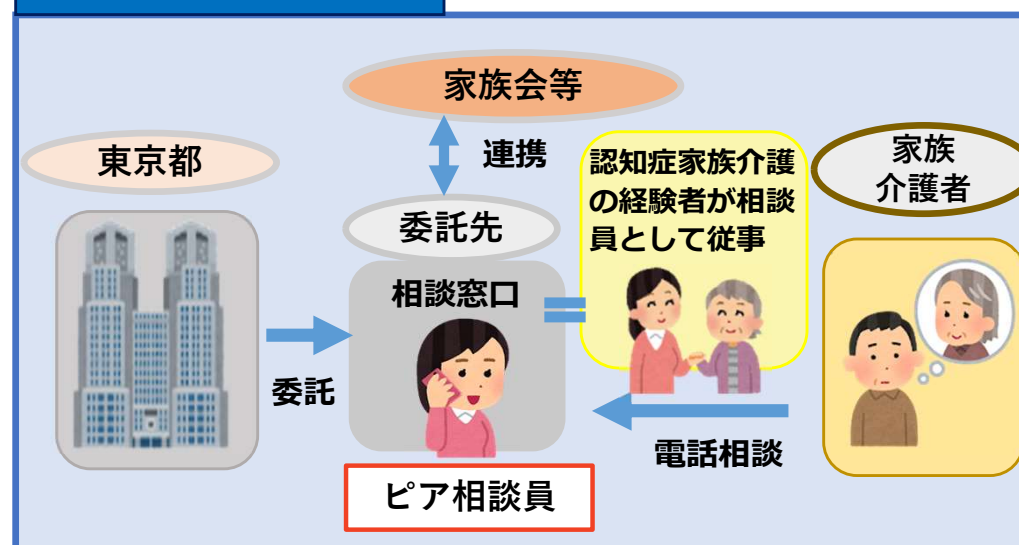 家族会等
東京都
連携
委託先
相談窓口
認知症家族介護
の経験者が相談
員として従事
家族
介護者
委託
電話相談
ピア相談員